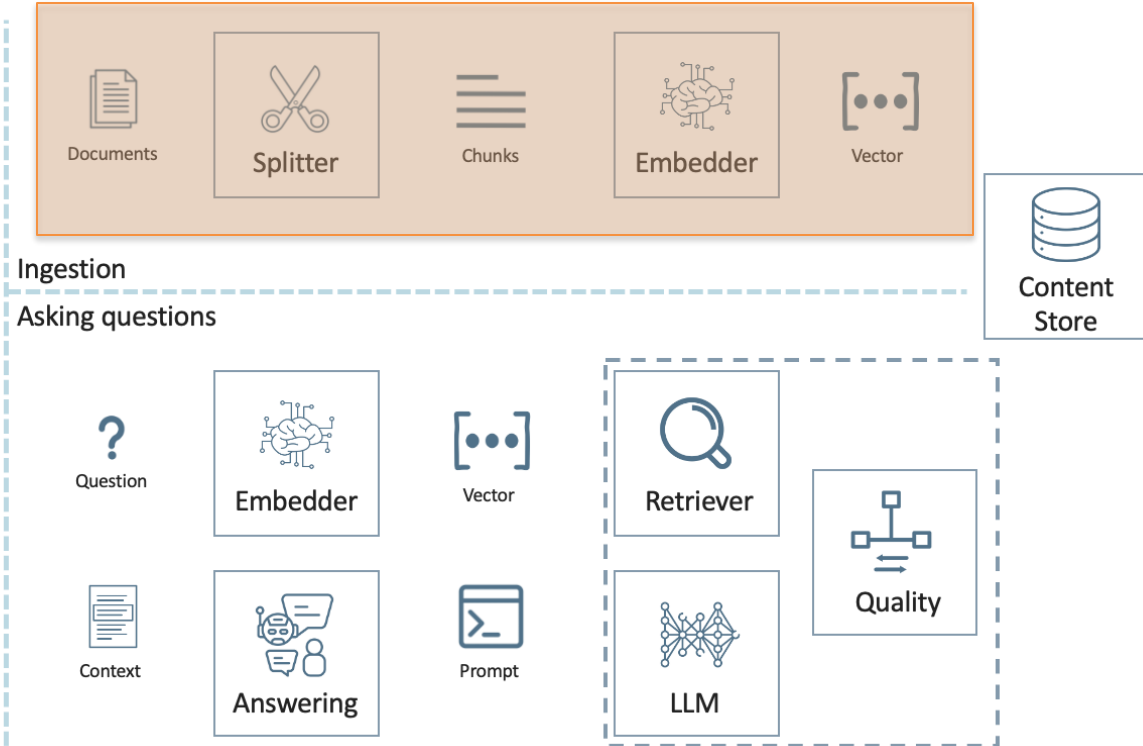 Documents
Splitter
Chunks
Embedder
Vector
Content
Store
Ingestion
Asking questions
Question
Embedder
Vector
Retriever
Quality
Context
Answering
Prompt
LLM